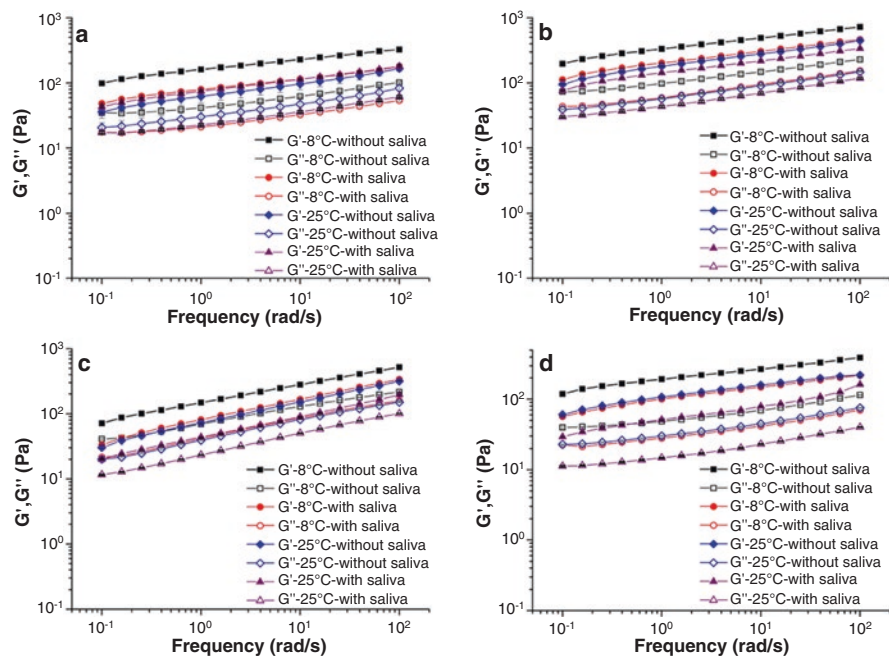 a
10³
10²
10¹
10⁰
10⁻¹
G',G'' (Pa)
G'-8°C-without saliva
G''-8°C-without saliva
G'-8°C-with saliva
G''-8°C-with saliva
G'-25°C-without saliva
G''-25°C-without saliva
G'-25°C-with saliva
G''-25°C-with saliva
10⁻¹ 10⁰ 10¹ 10²
Frequency (rad/s)
b
10³
10²
10¹
10⁰
10⁻¹
G',G'' (Pa)
G'-8°C-without saliva
G''-8°C-without saliva
G'-8°C-with saliva
G''-8°C-with saliva
G'-25°C-without saliva
G''-25°C-without saliva
G'-25°C-with saliva
G''-25°C-with saliva
10⁻¹ 10⁰ 10¹ 10²
Frequency (rad/s)
c
10³
10²
10¹
10⁰
10⁻¹
G',G'' (Pa)
G'-8°C-without saliva
G''-8°C-without saliva
G'-8°C-with saliva
G''-8°C-with saliva
G'-25°C-without saliva
G''-25°C-without saliva
G'-25°C-with saliva
G''-25°C-with saliva
10⁻¹ 10⁰ 10¹ 10²
Frequency (rad/s)
d
10²
10¹
10⁰
10⁻¹
G',G'' (Pa)
G'-8°C-without saliva
G''-8°C-without saliva
G'-8°C-with saliva
G''-8°C-with saliva
G'-25°C-without saliva
G''-25°C-without saliva
G'-25°C-with saliva
G''-25°C-with saliva
10⁻¹ 10⁰ 10¹ 10²
Frequency (rad/s)